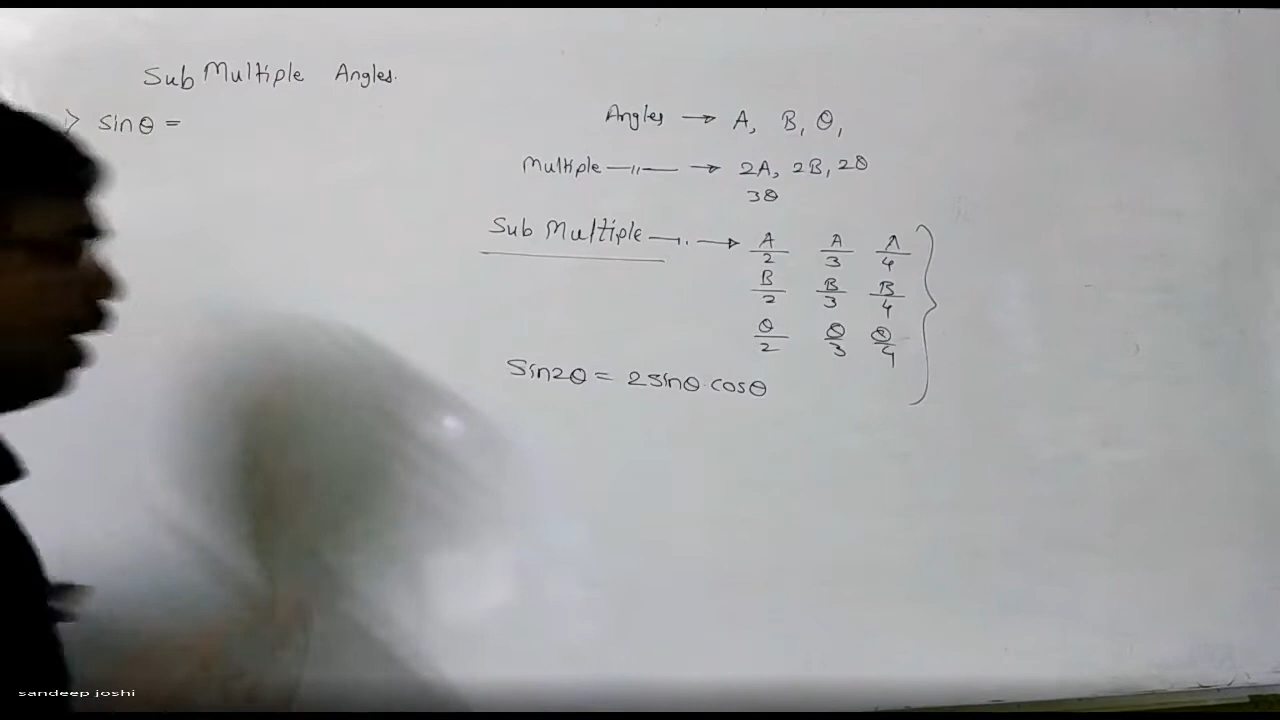 Sub Multiple Angles.
> sinθ =
Angles → A, B, θ,
Multiple —〃— → 2A, 2B, 2θ
3θ
Sub Multiple —〃 → A/2 A/3 A/4
B/2 B/3 B/4
θ/2 θ/3 θ/4
Sin2θ = 2sinθ.cosθ
sandeep joshi